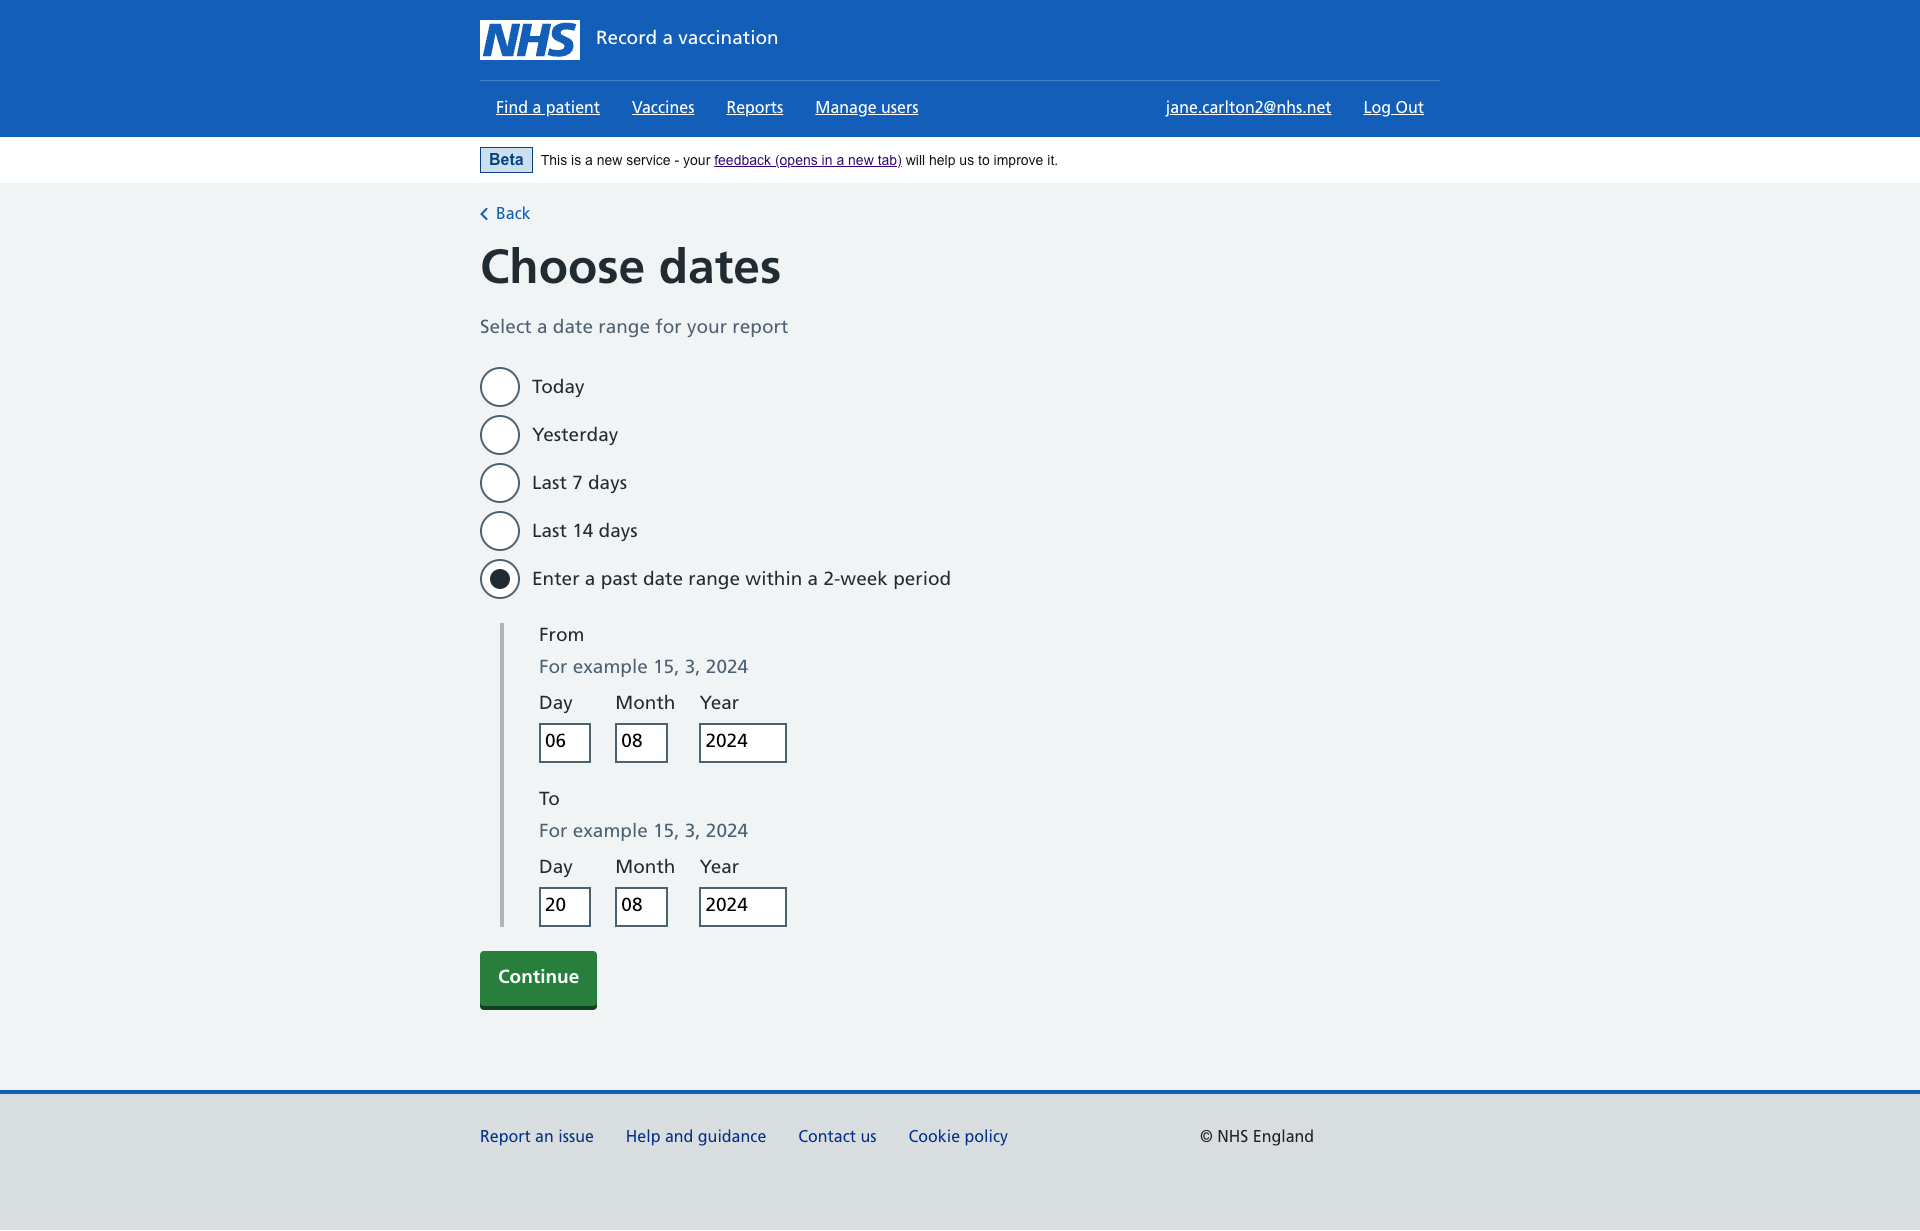 NHS Record a vaccination
Find a patient Vaccines Reports Manage users jane.carlton2@nhs.net Log Out
Beta This is a new service - your feedback (opens in a new tab) will help us to improve it.
Back
Choose dates
Select a date range for your report
Today
Yesterday
Last 7 days
Last 14 days
Enter a past date range within a 2-week period
From
For example 15, 3, 2024
Day Month Year
06 08 2024
To
For example 15, 3, 2024
Day Month Year
20 08 2024
Continue
Report an issue Help and guidance Contact us Cookie policy © NHS England